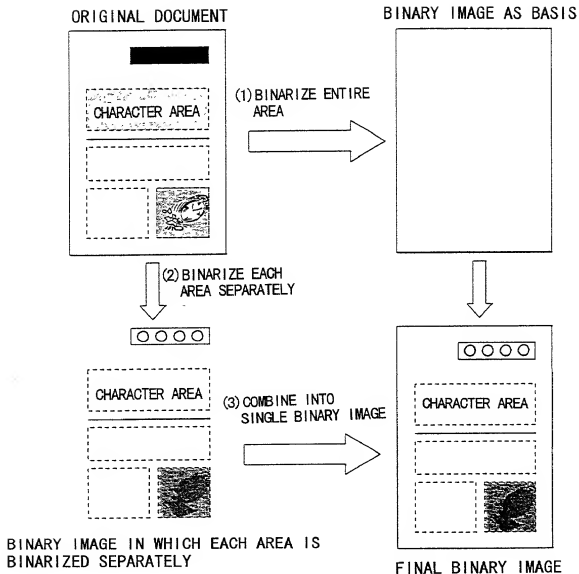 ORIGINAL DOCUMENT
BINARY IMAGE AS BASIS
CHARACTER AREA
(1) BINARIZE ENTIRE
AREA
(2) BINARIZE EACH
AREA SEPARATELY
CHARACTER AREA
(3) COMBINE INTO
SINGLE BINARY IMAGE
CHARACTER AREA
BINARY IMAGE IN WHICH EACH AREA IS
BINARIZED SEPARATELY
FINAL BINARY IMAGE